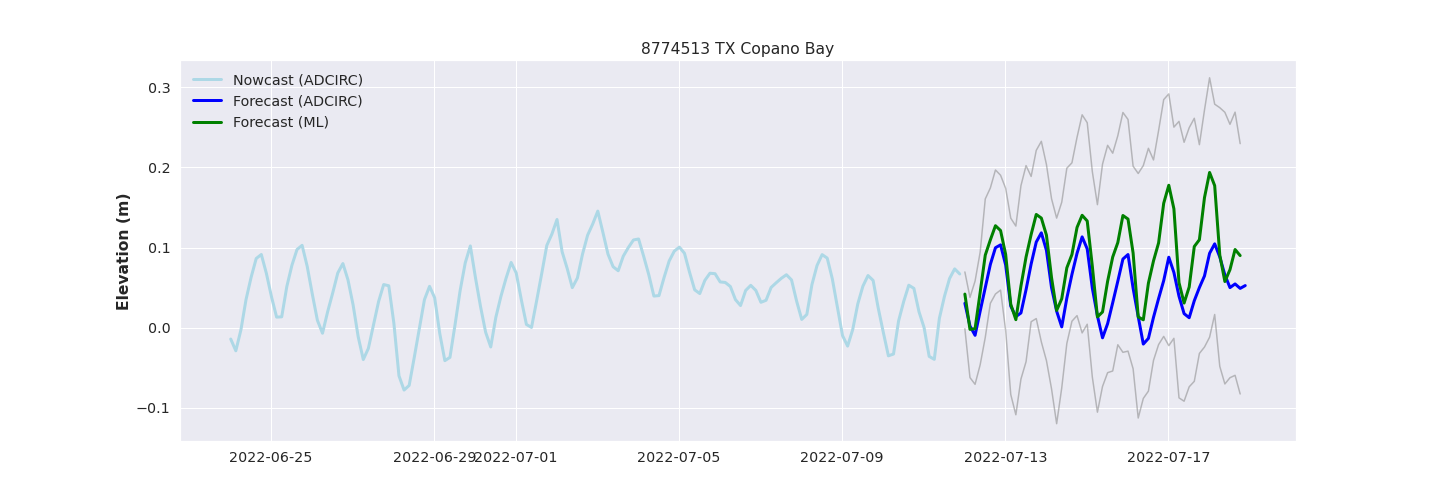 8774513 TX Copano Bay
Nowcast (ADCIRC)
Forecast (ADCIRC)
Forecast (ML)
Elevation (m)
0.3
0.2
0.1
0.0
−0.1
2022-06-25
2022-06-29
2022-07-01
2022-07-05
2022-07-09
2022-07-13
2022-07-17